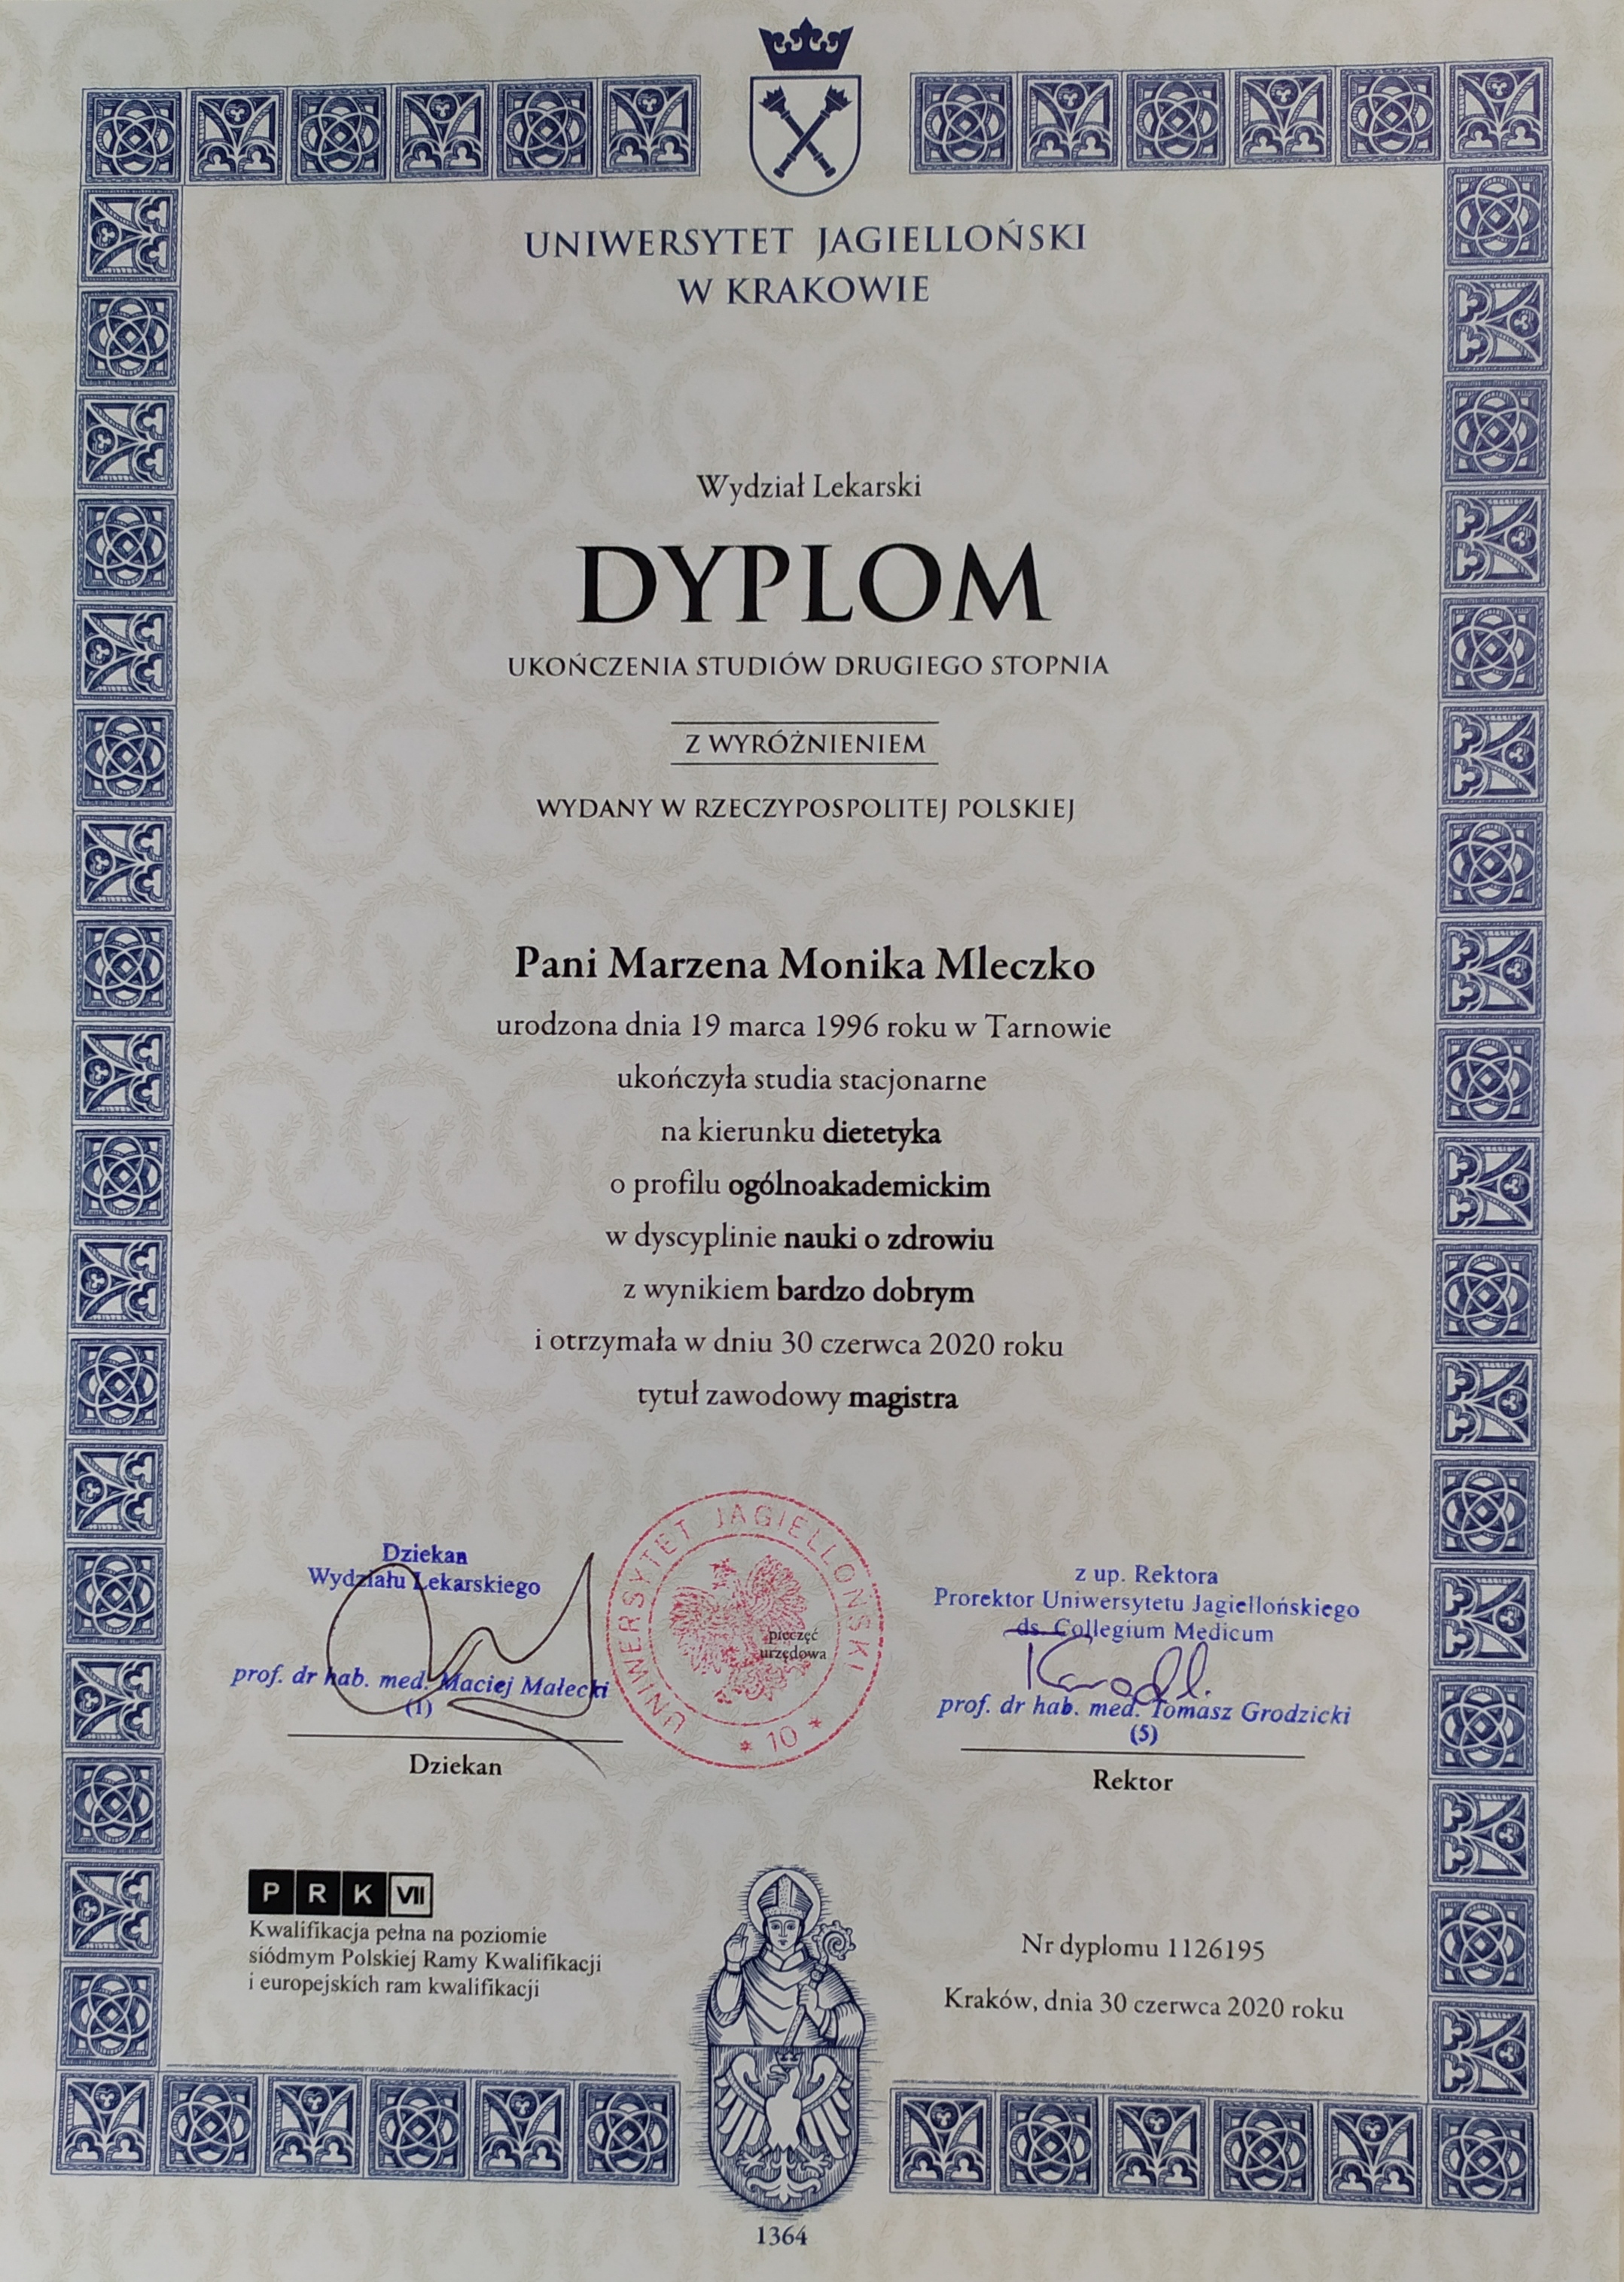 UNIWERSYTET JAGIELLOŃSKI
W KRAKOWIE
Wydział Lekarski
DYPLOM
UKOŃCZENIA STUDIÓW DRUGIEGO STOPNIA
Z WYRÓŻNIENIEM
WYDANY W RZECZYPOSPOLITEJ POLSKIEJ
Pani Marzena Monika Mleczko
urodzona dnia 19 marca 1996 roku w Tarnowie
ukończyła studia stacjonarne
na kierunku dietetyka
o profilu ogólnoakademickim
w dyscyplinie nauki o zdrowiu
z wynikiem bardzo dobrym
i otrzymała w dniu 30 czerwca 2020 roku
tytuł zawodowy magistra
Dziekan
Wydziału Lekarskiego
prof. dr hab. med. Maciej Małecki
(1)
Dziekan
UNIWERSYTET JAGIELLOŃSKI
* 10 *
pieczęć
urzędowa
z up. Rektora
Prorektor Uniwersytetu Jagiellońskiego
ds. Collegium Medicum
prof. dr hab. med. Tomasz Grodzicki
(5)
Rektor
PRK VII
Kwalifikacja pełna na poziomie
siódmym Polskiej Ramy Kwalifikacji
i europejskich ram kwalifikacji
Nr dyplomu 1126195
Kraków, dnia 30 czerwca 2020 roku
1364